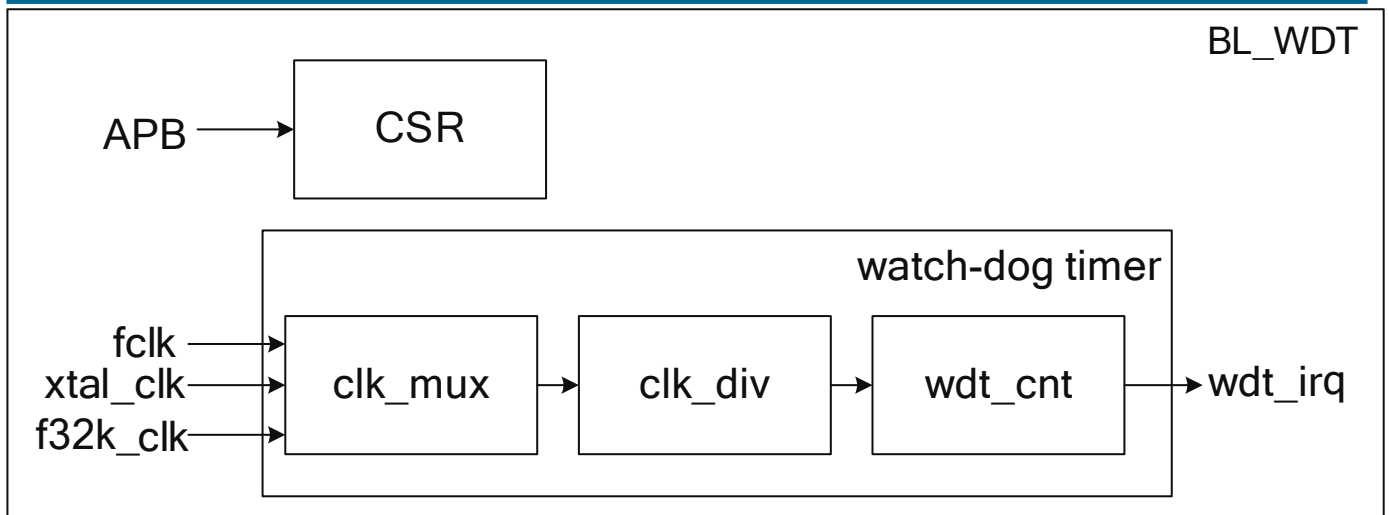 BL_WDT
APB
CSR
watch-dog timer
fclk
xtal_clk
f32k_clk
clk_mux
clk_div
wdt_cnt
wdt_irq